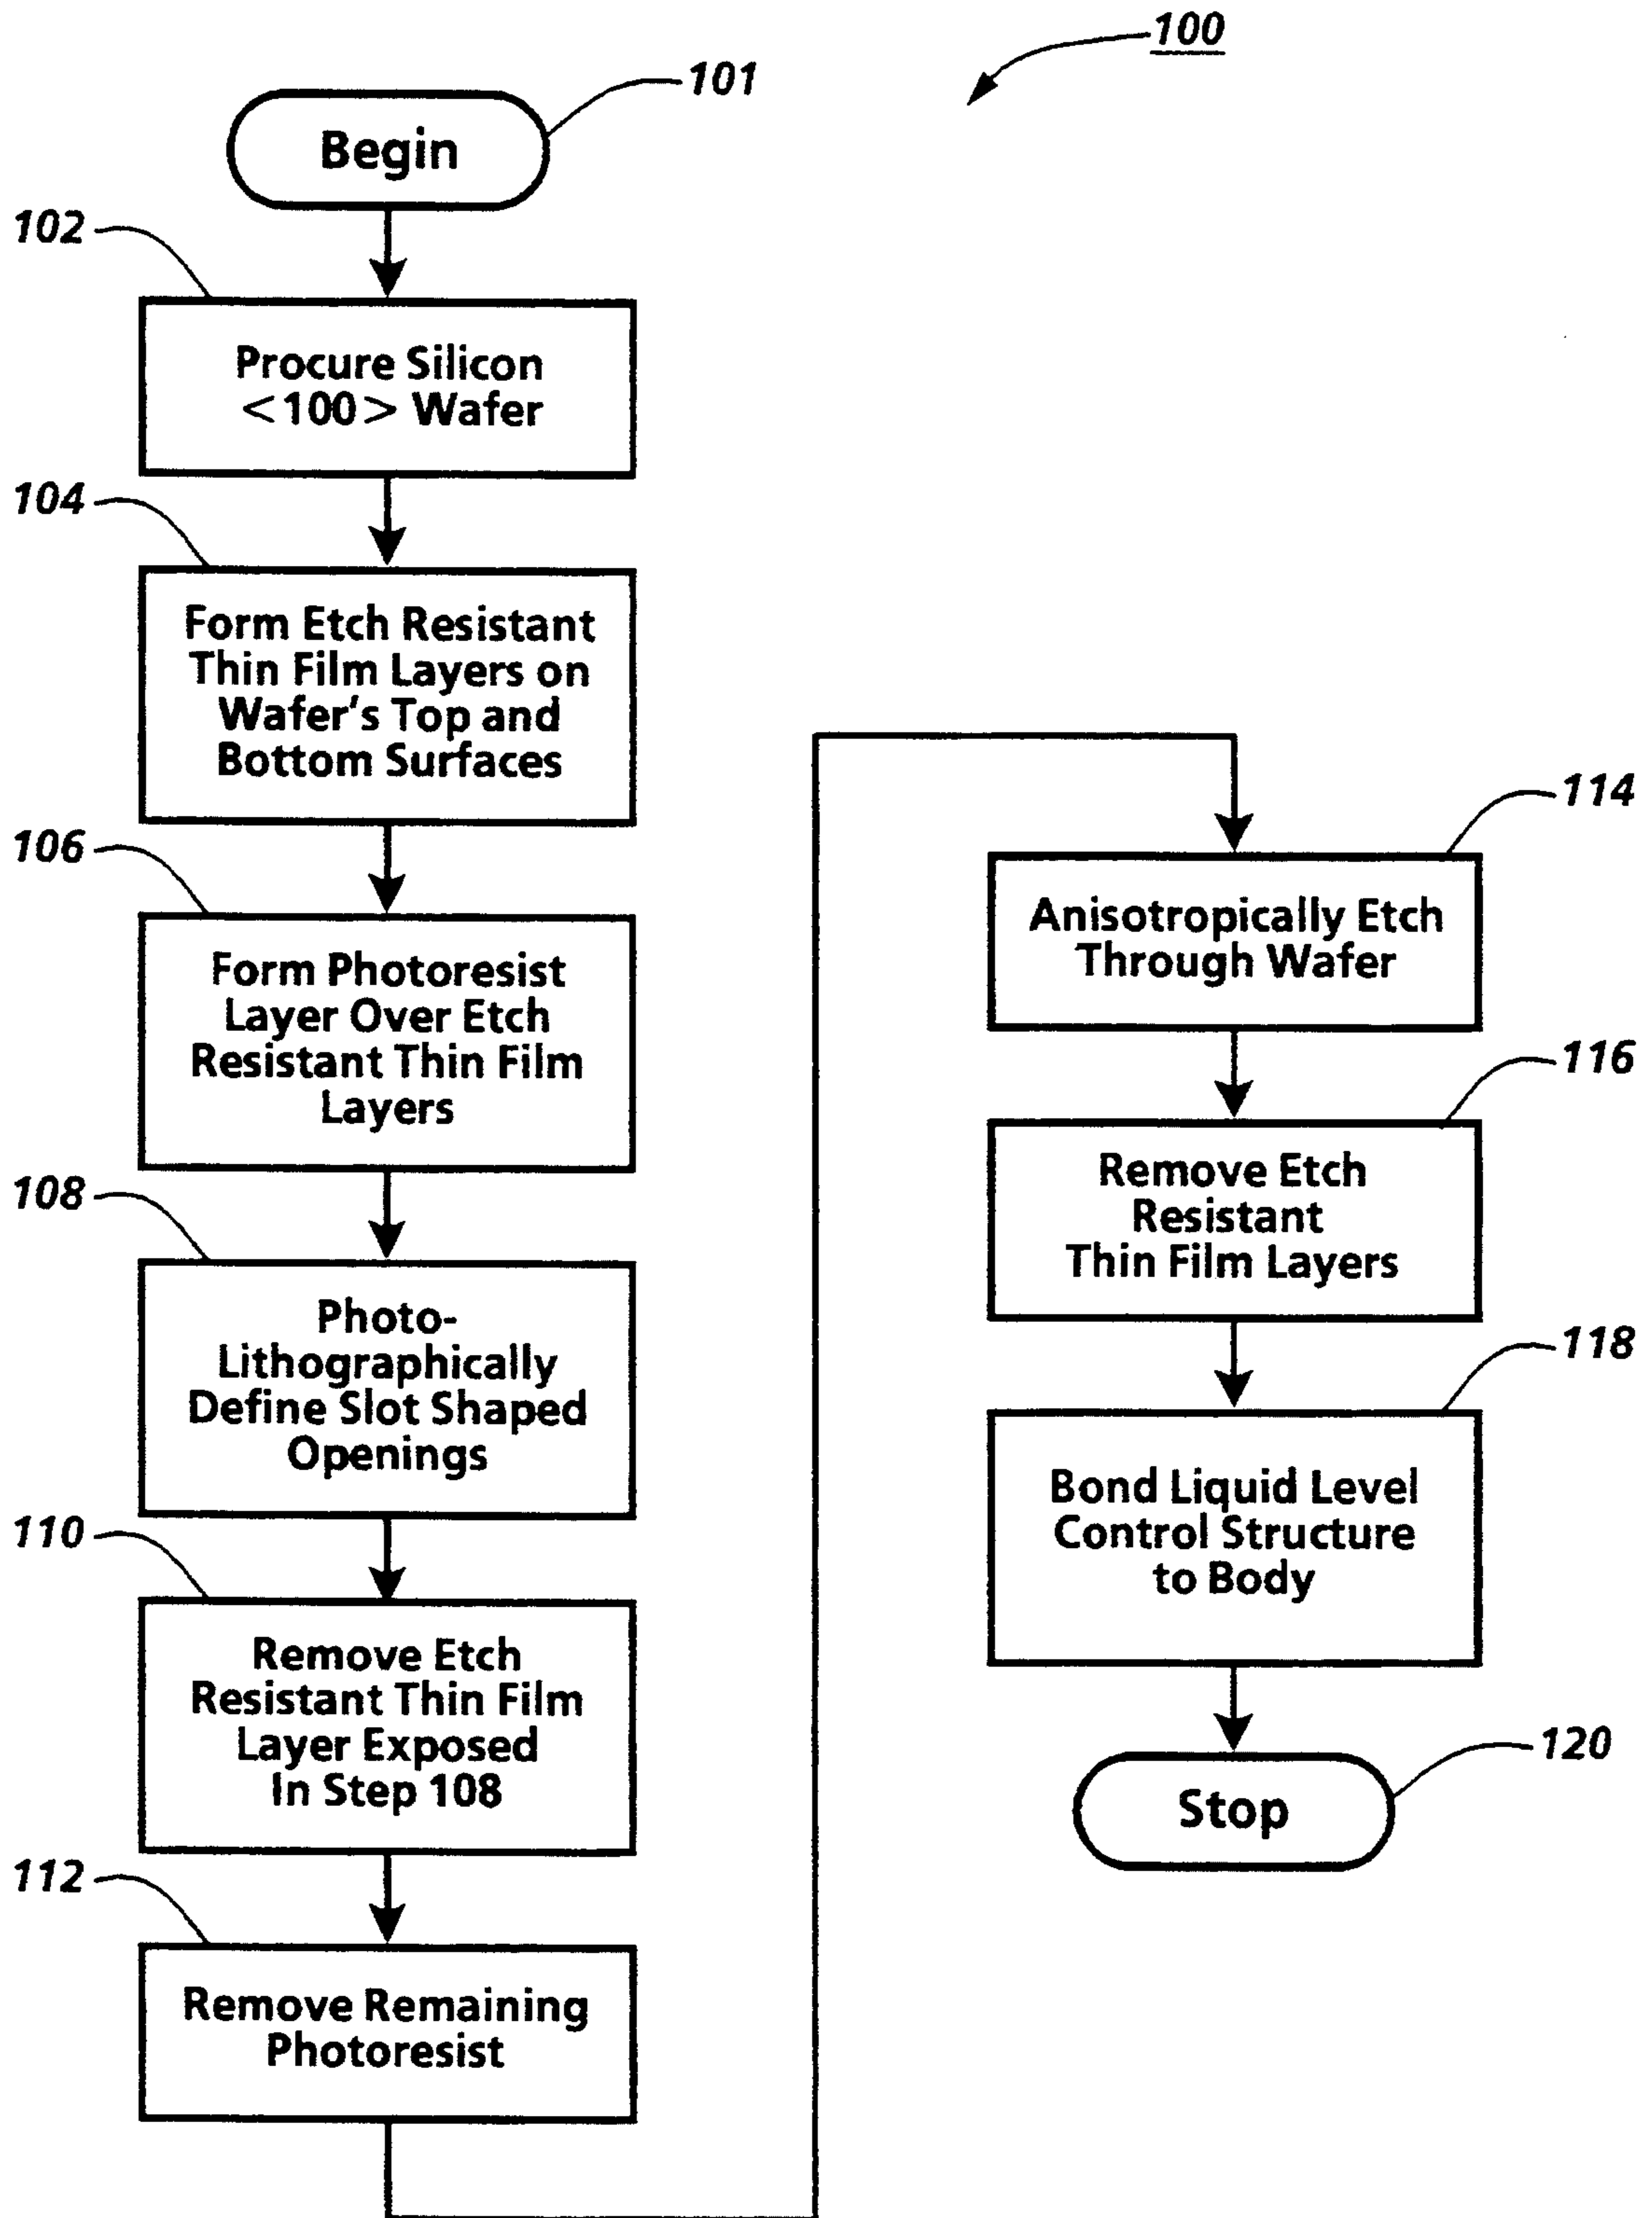 100
101
Begin
102
Procure Silicon
<100> Wafer
104
Form Etch Resistant
Thin Film Layers on
Wafer's Top and
Bottom Surfaces
106
Form Photoresist
Layer Over Etch
Resistant Thin Film
Layers
108
Photo-
Lithographically
Define Slot Shaped
Openings
110
Remove Etch
Resistant Thin Film
Layer Exposed
In Step 108
112
Remove Remaining
Photoresist
114
Anisotropically Etch
Through Wafer
116
Remove Etch
Resistant
Thin Film Layers
118
Bond Liquid Level
Control Structure
to Body
120
Stop